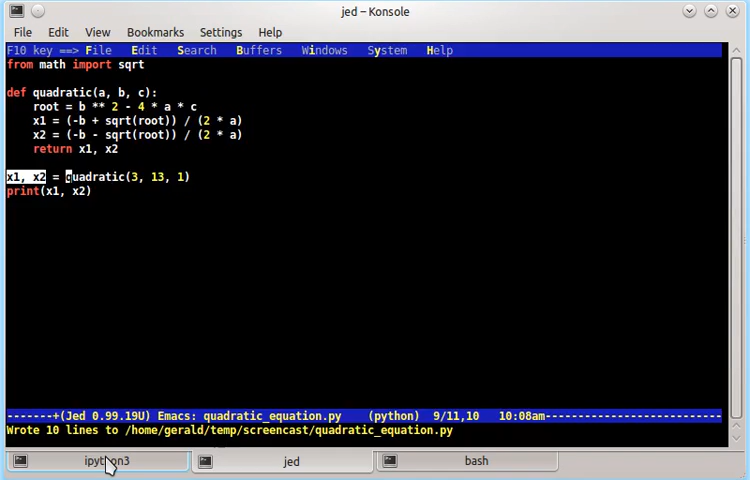 jed – Konsole
File Edit View Bookmarks Settings Help
F10 key ==> File Edit Search Buffers Windows System Help
from math import sqrt
def quadratic(a, b, c):
root = b ** 2 - 4 * a * c
x1 = (-b + sqrt(root)) / (2 * a)
x2 = (-b - sqrt(root)) / (2 * a)
return x1, x2
x1, x2 = quadratic(3, 13, 1)
print(x1, x2)
-------+(Jed 0.99.19U) Emacs: quadratic_equation.py (python) 9/11,10 10:08am---------------------------
Wrote 10 lines to /home/gerald/temp/screencast/quadratic_equation.py
ipython3 jed bash